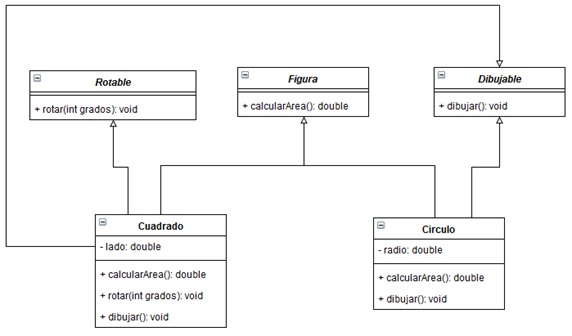 Rotable
+ rotar(int grados): void
Figura
+ calcularArea(): double
Dibujable
+ dibujar(): void
Cuadrado
- lado: double
+ calcularArea(): double
+ rotar(int grados): void
+ dibujar(): void
Circulo
- radio: double
+ calcularArea(): double
+ dibujar(): void